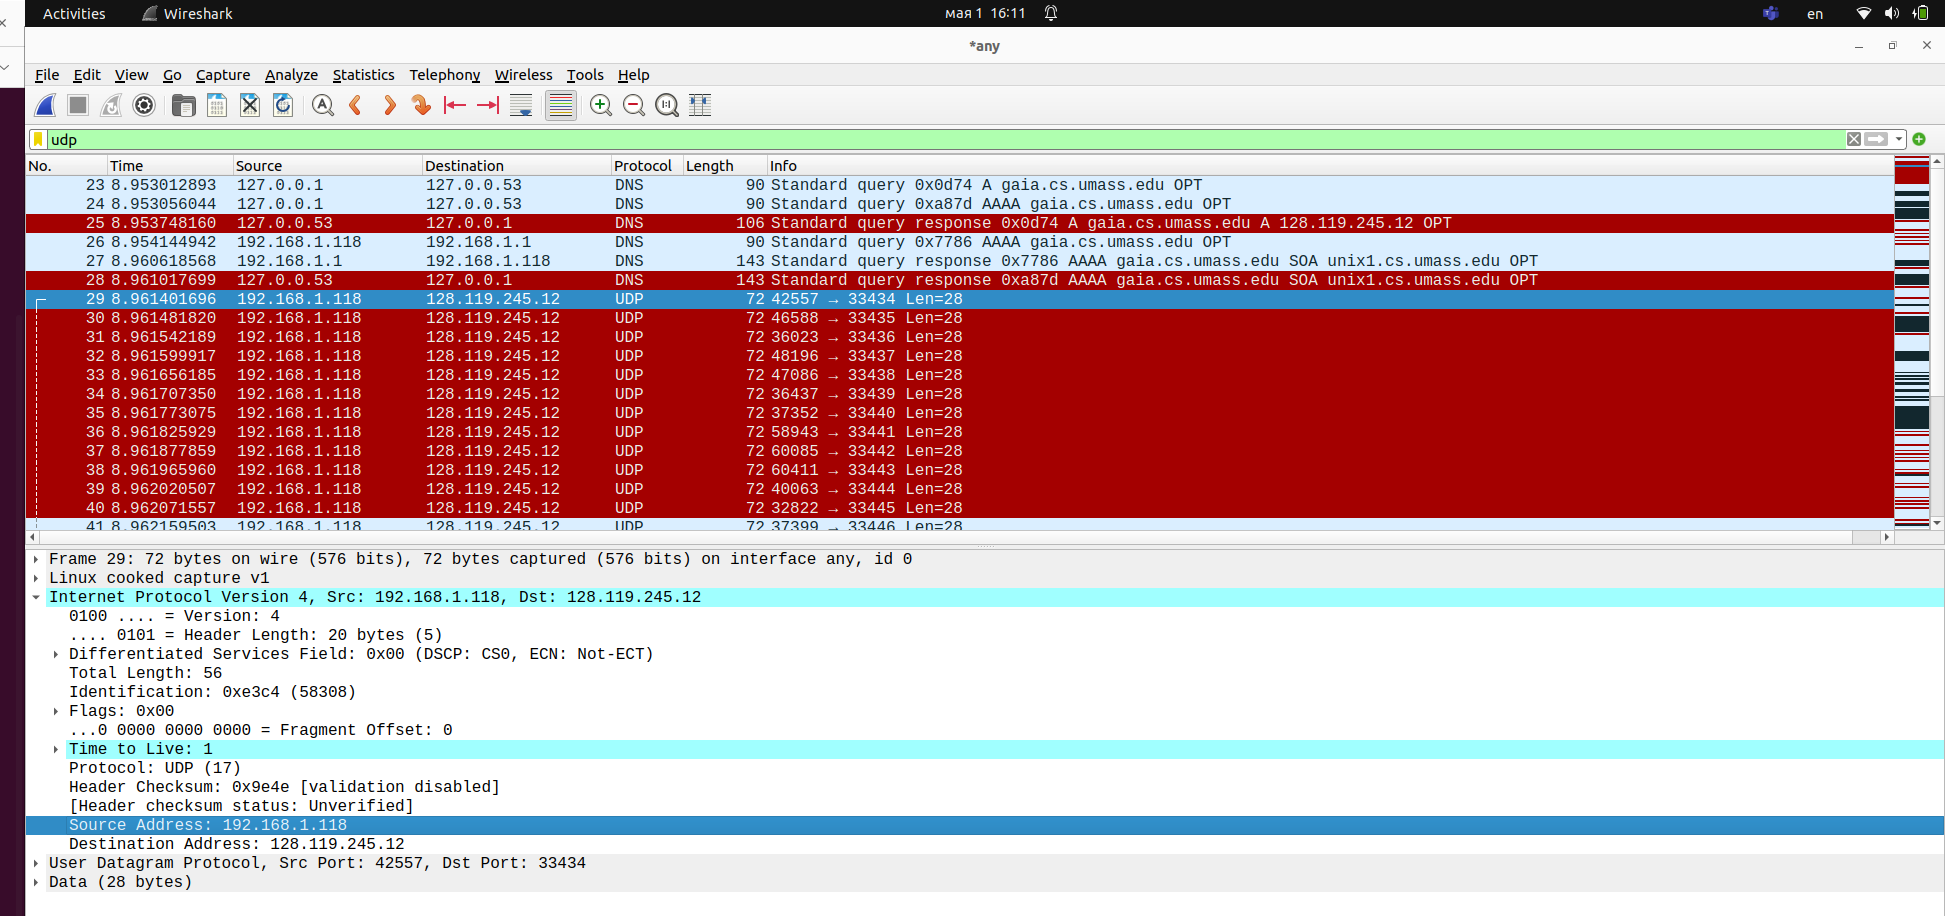 Activities Wireshark мая 1 16:11 en
*any
File Edit View Go Capture Analyze Statistics Telephony Wireless Tools Help
udp
No. Time Source Destination Protocol Length Info
23 8.953012893 127.0.0.1 127.0.0.53 DNS 90 Standard query 0x0d74 A gaia.cs.umass.edu OPT
24 8.953056044 127.0.0.1 127.0.0.53 DNS 90 Standard query 0xa87d AAAA gaia.cs.umass.edu OPT
25 8.953748160 127.0.0.53 127.0.0.1 DNS 106 Standard query response 0x0d74 A gaia.cs.umass.edu A 128.119.245.12 OPT
26 8.954144942 192.168.1.118 192.168.1.1 DNS 90 Standard query 0x7786 AAAA gaia.cs.umass.edu OPT
27 8.960618568 192.168.1.1 192.168.1.118 DNS 143 Standard query response 0x7786 AAAA gaia.cs.umass.edu SOA unix1.cs.umass.edu OPT
28 8.961017699 127.0.0.53 127.0.0.1 DNS 143 Standard query response 0xa87d AAAA gaia.cs.umass.edu SOA unix1.cs.umass.edu OPT
29 8.961401696 192.168.1.118 128.119.245.12 UDP 72 42557 → 33434 Len=28
30 8.961481820 192.168.1.118 128.119.245.12 UDP 72 46588 → 33435 Len=28
31 8.961542189 192.168.1.118 128.119.245.12 UDP 72 36023 → 33436 Len=28
32 8.961599917 192.168.1.118 128.119.245.12 UDP 72 48196 → 33437 Len=28
33 8.961656185 192.168.1.118 128.119.245.12 UDP 72 47086 → 33438 Len=28
34 8.961707350 192.168.1.118 128.119.245.12 UDP 72 36437 → 33439 Len=28
35 8.961773075 192.168.1.118 128.119.245.12 UDP 72 37352 → 33440 Len=28
36 8.961825929 192.168.1.118 128.119.245.12 UDP 72 58943 → 33441 Len=28
37 8.961877859 192.168.1.118 128.119.245.12 UDP 72 60085 → 33442 Len=28
38 8.961965960 192.168.1.118 128.119.245.12 UDP 72 60411 → 33443 Len=28
39 8.962020507 192.168.1.118 128.119.245.12 UDP 72 40063 → 33444 Len=28
40 8.962071557 192.168.1.118 128.119.245.12 UDP 72 32822 → 33445 Len=28
41 8.962159503 192.168.1.118 128.119.245.12 UDP 72 37399 → 33446 Len=28
Frame 29: 72 bytes on wire (576 bits), 72 bytes captured (576 bits) on interface any, id 0
Linux cooked capture v1
Internet Protocol Version 4, Src: 192.168.1.118, Dst: 128.119.245.12
0100 .... = Version: 4
.... 0101 = Header Length: 20 bytes (5)
Differentiated Services Field: 0x00 (DSCP: CS0, ECN: Not-ECT)
Total Length: 56
Identification: 0xe3c4 (58308)
Flags: 0x00
...0 0000 0000 0000 = Fragment Offset: 0
Time to Live: 1
Protocol: UDP (17)
Header Checksum: 0x9e4e [validation disabled]
[Header checksum status: Unverified]
Source Address: 192.168.1.118
Destination Address: 128.119.245.12
User Datagram Protocol, Src Port: 42557, Dst Port: 33434
Data (28 bytes)